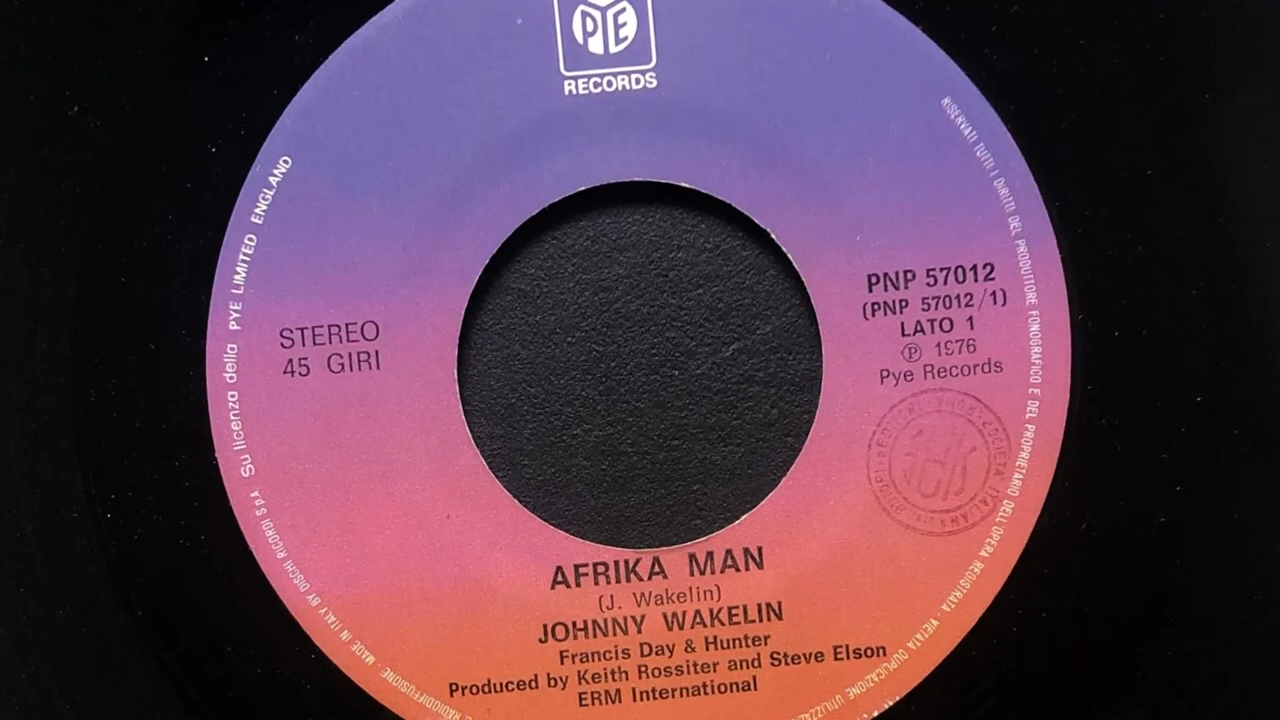 PYE
RECORDS
STEREO
45 GIRI
PNP 57012
(PNP 57012/1)
LATO 1
Ⓟ 1976
Pye Records
AFRIKA MAN
(J. Wakelin)
JOHNNY WAKELIN
Francis Day & Hunter
Produced by Keith Rossiter and Steve Elson
ERM International
MADE IN ITALY BY DISCHI RICORDI S.p.A. Su licenza della PYE LIMITED ENGLAND
RISERVATI TUTTI I DIRITTI DEL PRODUTTORE FONOGRAFICO E DEL PROPRIETARIO DELL'OPERA REGISTRATA. VIETATA DUPLICAZIONE
RADIODIFFUSIONE.
SOCIETA' ITALIANA